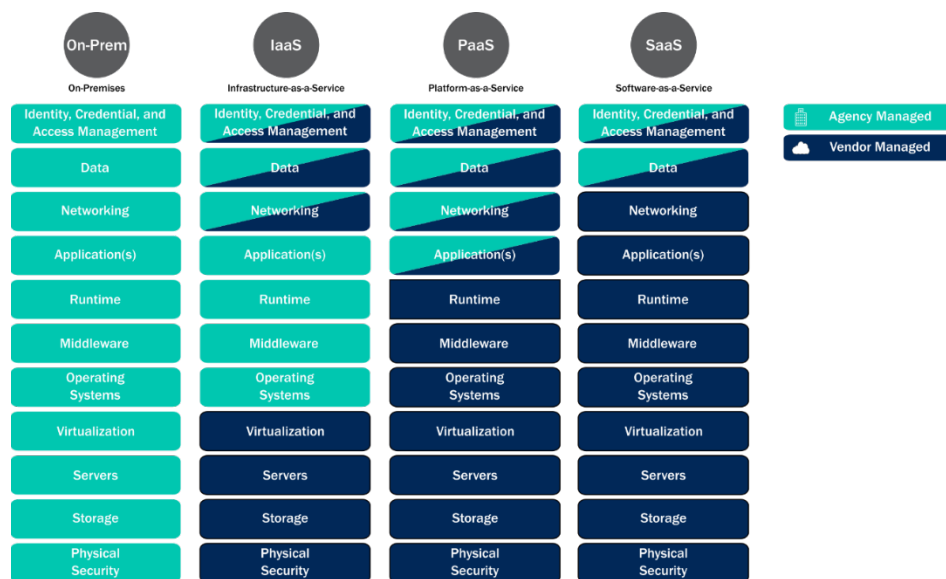 On-Prem
IaaS
PaaS
SaaS
On-Premises
Infrastructure-as-a-Service
Platform-as-a-Service
Software-as-a-Service
Identity, Credential, and
Access Management
Identity, Credential, and
Access Management
Identity, Credential, and
Access Management
Identity, Credential, and
Access Management
Agency Managed
Vendor Managed
Data
Data
Data
Data
Networking
Networking
Networking
Networking
Application(s)
Application(s)
Application(s)
Application(s)
Runtime
Runtime
Runtime
Runtime
Middleware
Middleware
Middleware
Middleware
Operating
Systems
Operating
Systems
Operating
Systems
Operating
Systems
Virtualization
Virtualization
Virtualization
Virtualization
Servers
Servers
Servers
Servers
Storage
Storage
Storage
Storage
Physical
Security
Physical
Security
Physical
Security
Physical
Security